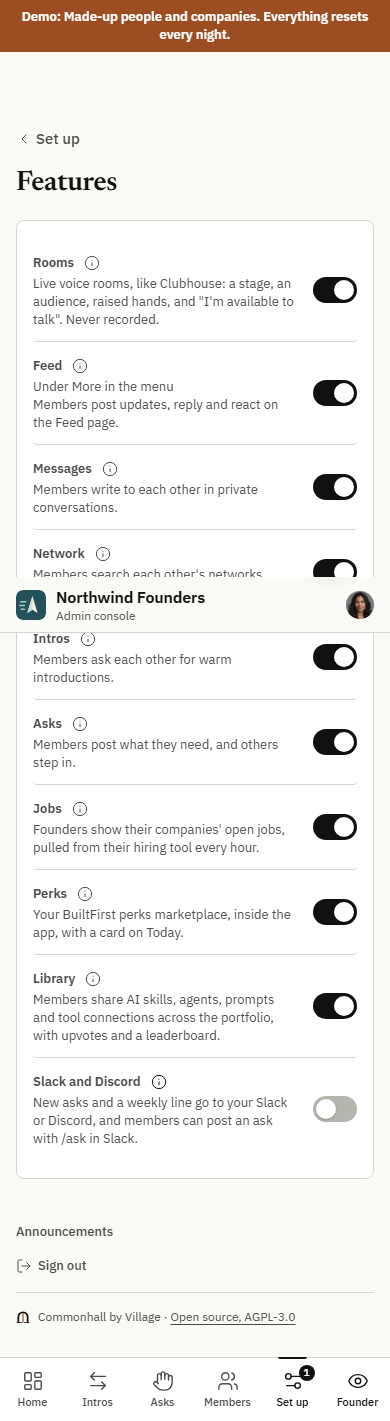 Demo: Made-up people and companies. Everything resets
every night.
Set up
Features
Rooms
Live voice rooms, like Clubhouse: a stage, an
audience, raised hands, and "I'm available to
talk". Never recorded.
Feed
Under More in the menu
Members post updates, reply and react on
the Feed page.
Messages
Members write to each other in private
conversations.
Network
Members search each other's networks
Northwind Founders
Admin console
Intros
Members ask each other for warm
introductions.
Asks
Members post what they need, and others
step in.
Jobs
Founders show their companies' open jobs,
pulled from their hiring tool every hour.
Perks
Your BuiltFirst perks marketplace, inside the
app, with a card on Today.
Library
Members share AI skills, agents, prompts
and tool connections across the portfolio,
with upvotes and a leaderboard.
Slack and Discord
New asks and a weekly line go to your Slack
or Discord, and members can post an ask
with /ask in Slack.
Announcements
Sign out
Commonhall by Village · Open source, AGPL-3.0
1
Home Intros Asks Members Set up Founder